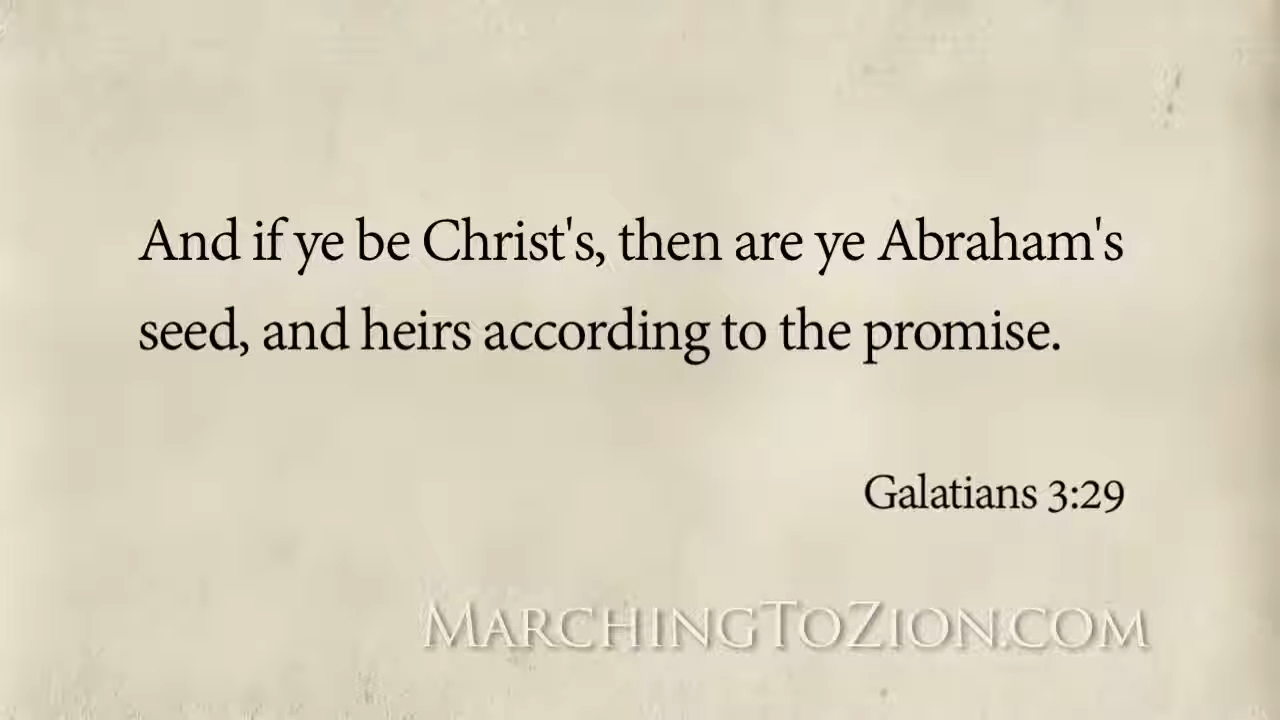 And if ye be Christ's, then are ye Abraham's
seed, and heirs according to the promise.
Galatians 3:29
MarchingToZion.com